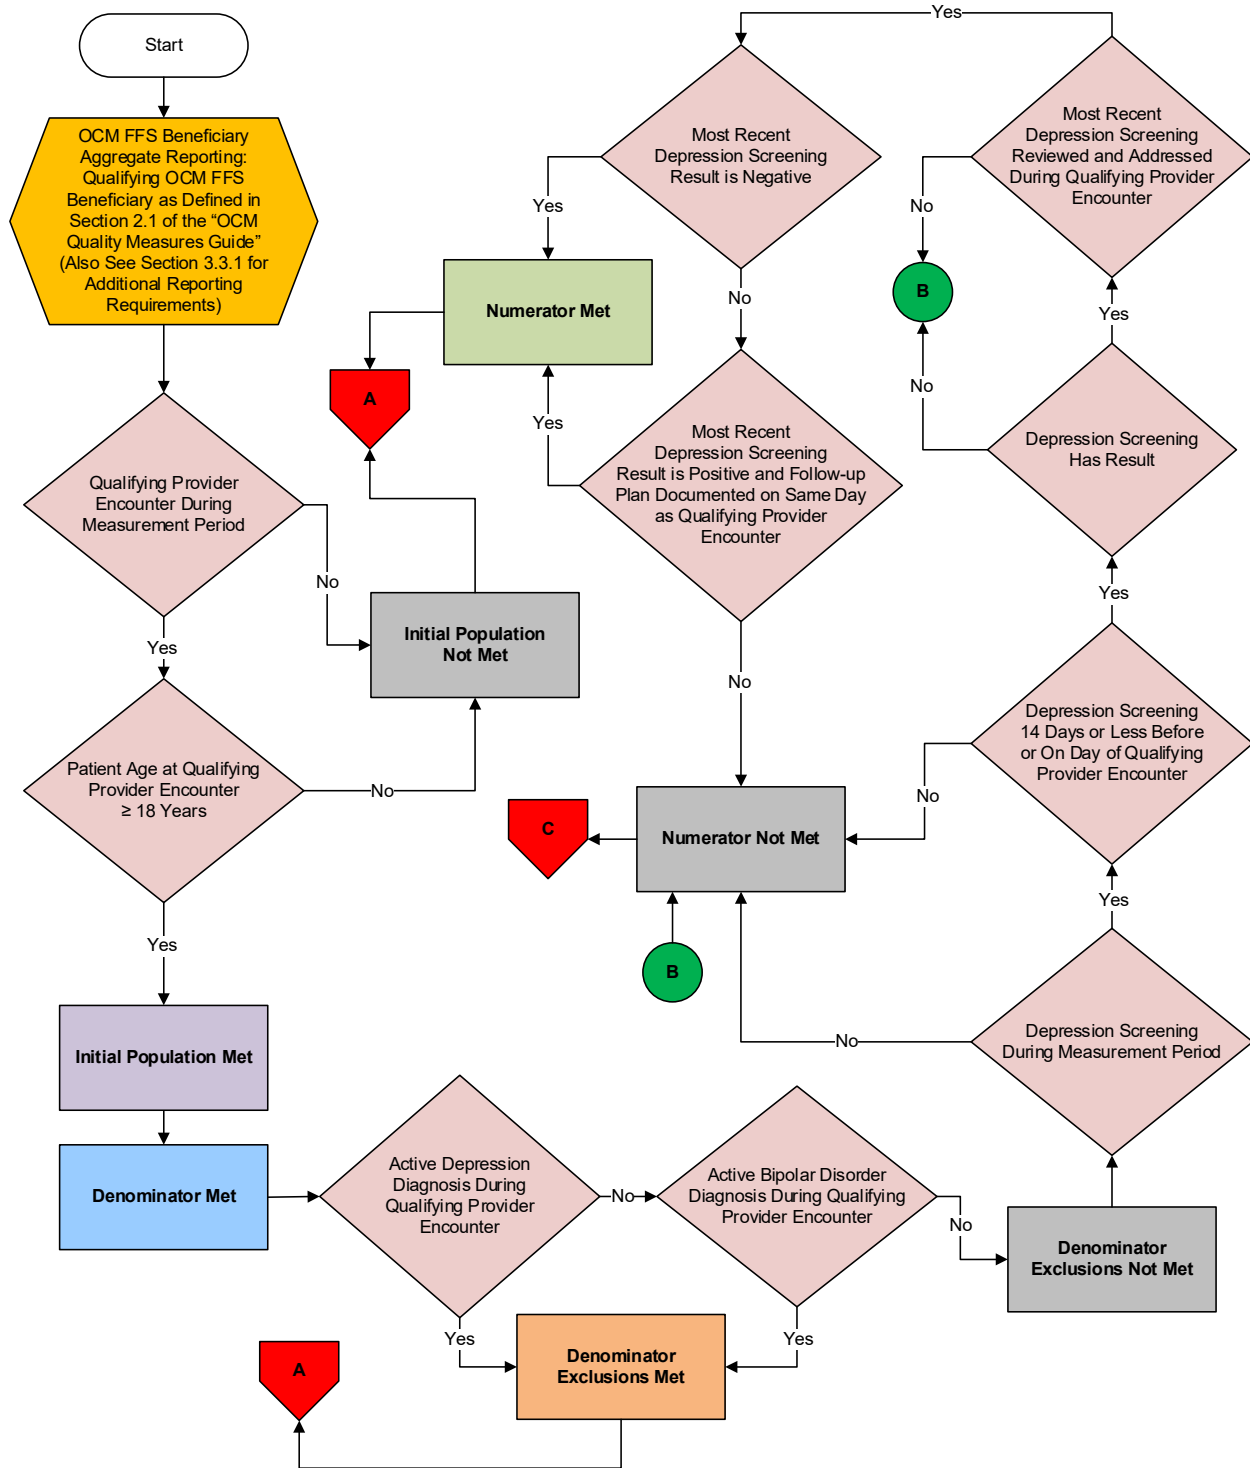 Start
OCM FFS Beneficiary
Aggregate Reporting:
Qualifying OCM FFS
Beneficiary as Defined in
Section 2.1 of the “OCM
Quality Measures Guide”
(Also See Section 3.3.1 for
Additional Reporting
Requirements)
Qualifying Provider
Encounter During
Measurement Period
No
Yes
Initial Population
Not Met
A
Patient Age at Qualifying
Provider Encounter
≥ 18 Years
No
Yes
Initial Population Met
Denominator Met
Active Depression
Diagnosis During
Qualifying Provider
Encounter
No
Yes
Active Bipolar Disorder
Diagnosis During Qualifying
Provider Encounter
No
Yes
Denominator
Exclusions Met
A
Denominator
Exclusions Not Met
Depression Screening
During Measurement Period
No
Yes
Depression Screening
14 Days or Less Before
or On Day of Qualifying
Provider Encounter
No
Yes
Depression Screening
Has Result
No
Yes
B
Most Recent
Depression Screening
Reviewed and Addressed
During Qualifying Provider
Encounter
No
Yes
Most Recent
Depression Screening
Result is Negative
Yes
No
Numerator Met
Most Recent
Depression Screening
Result is Positive and Follow-up
Plan Documented on Same Day
as Qualifying Provider
Encounter
Yes
No
Numerator Not Met
C
B